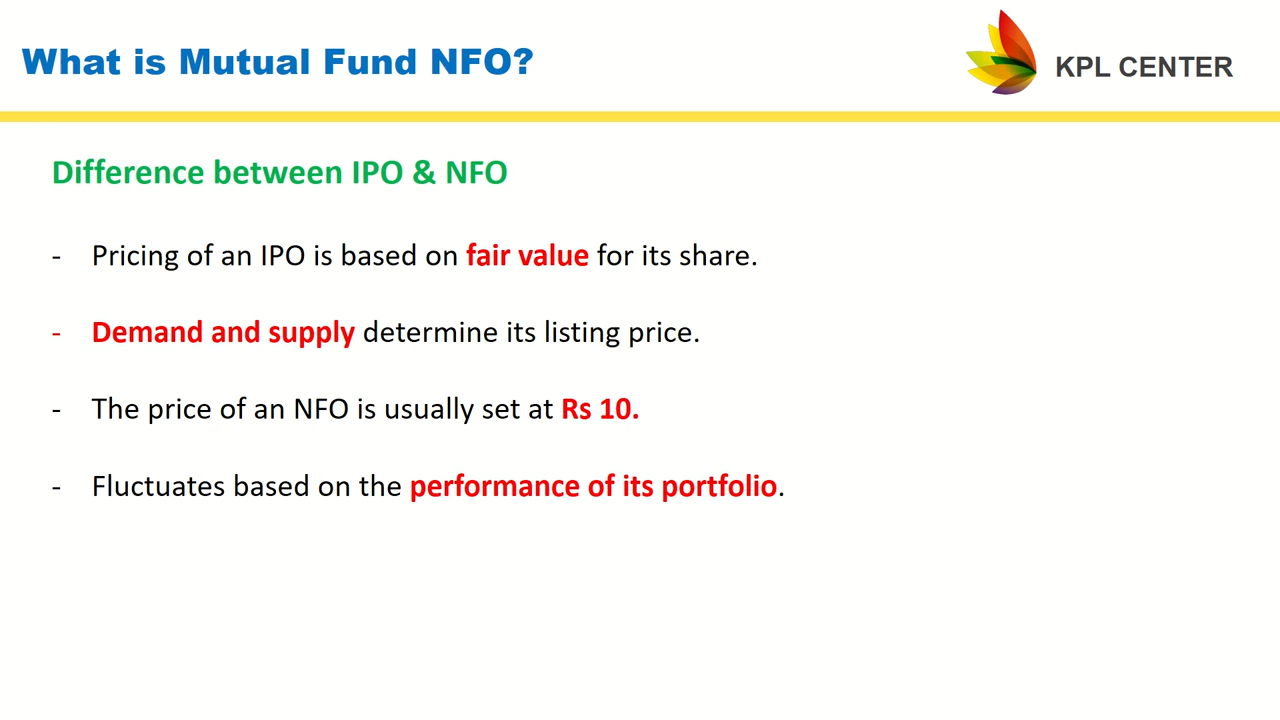 What is Mutual Fund NFO?
KPL CENTER
Difference between IPO & NFO
- Pricing of an IPO is based on fair value for its share.
- Demand and supply determine its listing price.
- The price of an NFO is usually set at Rs 10.
- Fluctuates based on the performance of its portfolio.